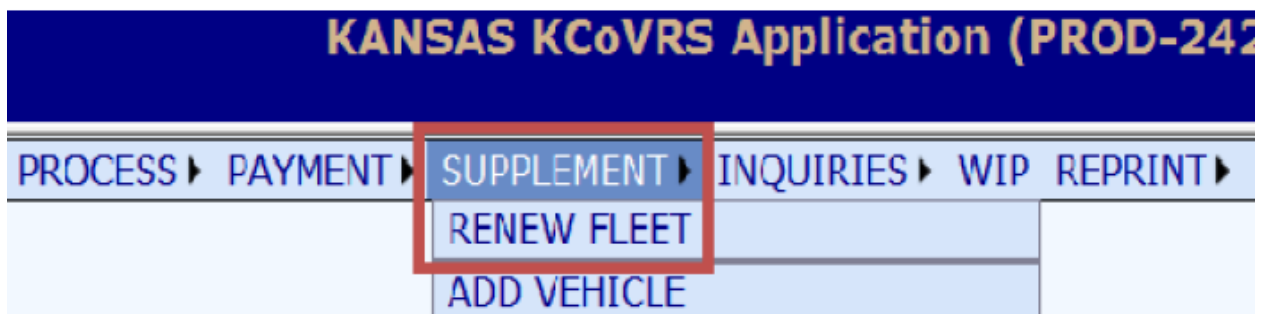 KANSAS KCoVRS Application (PROD-242
PROCESS PAYMENT SUPPLEMENT INQUIRIES WIP REPRINT
RENEW FLEET
ADD VEHICLE